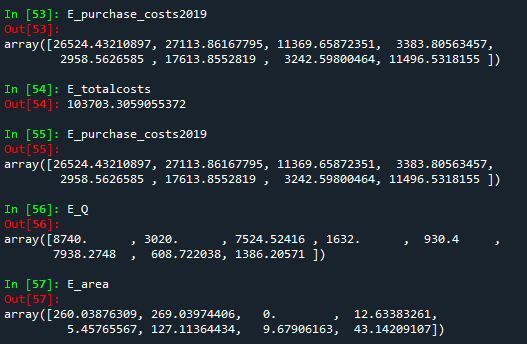 In [53]: E_purchase_costs2019
Out[53]:
array([26524.43210897, 27113.86167795, 11369.65872351,  3383.80563457,
        2958.5626585 , 17613.8552819 ,  3242.59800464, 11496.5318155 ])
In [54]: E_totalcosts
Out[54]: 103703.3059055372
In [55]: E_purchase_costs2019
Out[55]:
array([26524.43210897, 27113.86167795, 11369.65872351,  3383.80563457,
        2958.5626585 , 17613.8552819 ,  3242.59800464, 11496.5318155 ])
In [56]: E_Q
Out[56]:
array([8740.      , 3020.      , 7524.52416 , 1632.      ,  930.4     ,
       7938.2748  ,  608.722038, 1386.20571 ])
In [57]: E_area
Out[57]:
array([260.03876309, 269.03974406,   0.        ,  12.63383261,
         5.45765567, 127.11364434,   9.67906163,  43.14209107])